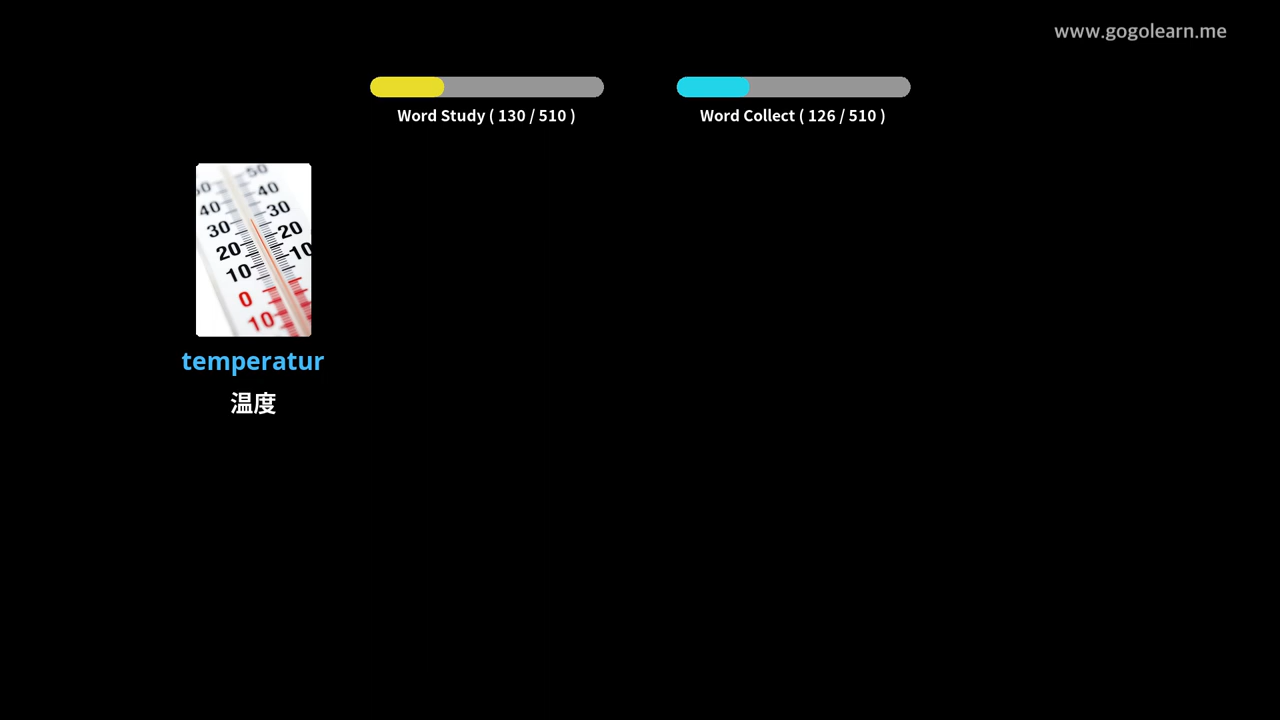 www.gogolearn.me
Word Study ( 130 / 510 )
Word Collect ( 126 / 510 )
50
50
40
40
30
30
20
20
10
10
0
10
temperatur
温度